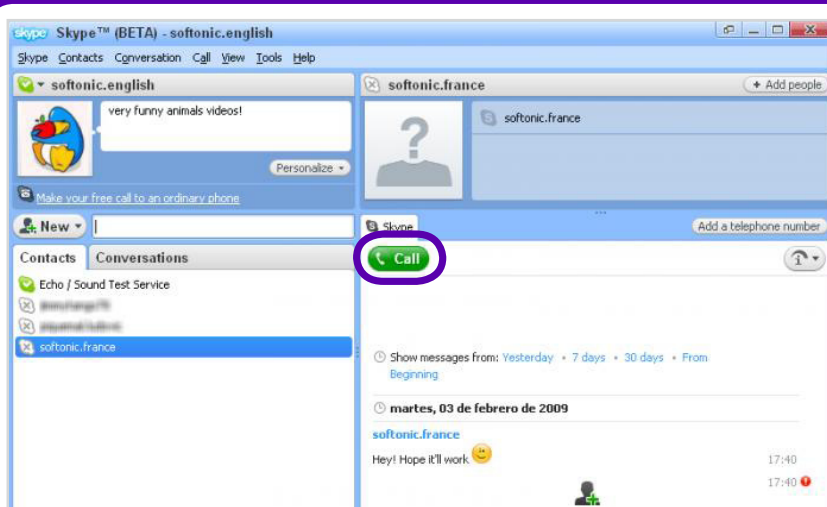 skype Skype™ (BETA) - softonic.english
Skype Contacts Conversation Call View Tools Help
softonic.english
very funny animals videos!
Personalize
Make your free call to an ordinary phone
New
Contacts Conversations
Echo / Sound Test Service
softonic.france
softonic.france
+ Add people
softonic.france
Skype
Add a telephone number
Call
Show messages from: Yesterday • 7 days • 30 days • From
Beginning
martes, 03 de febrero de 2009
softonic.france
Hey! Hope it'll work 17:40
17:40